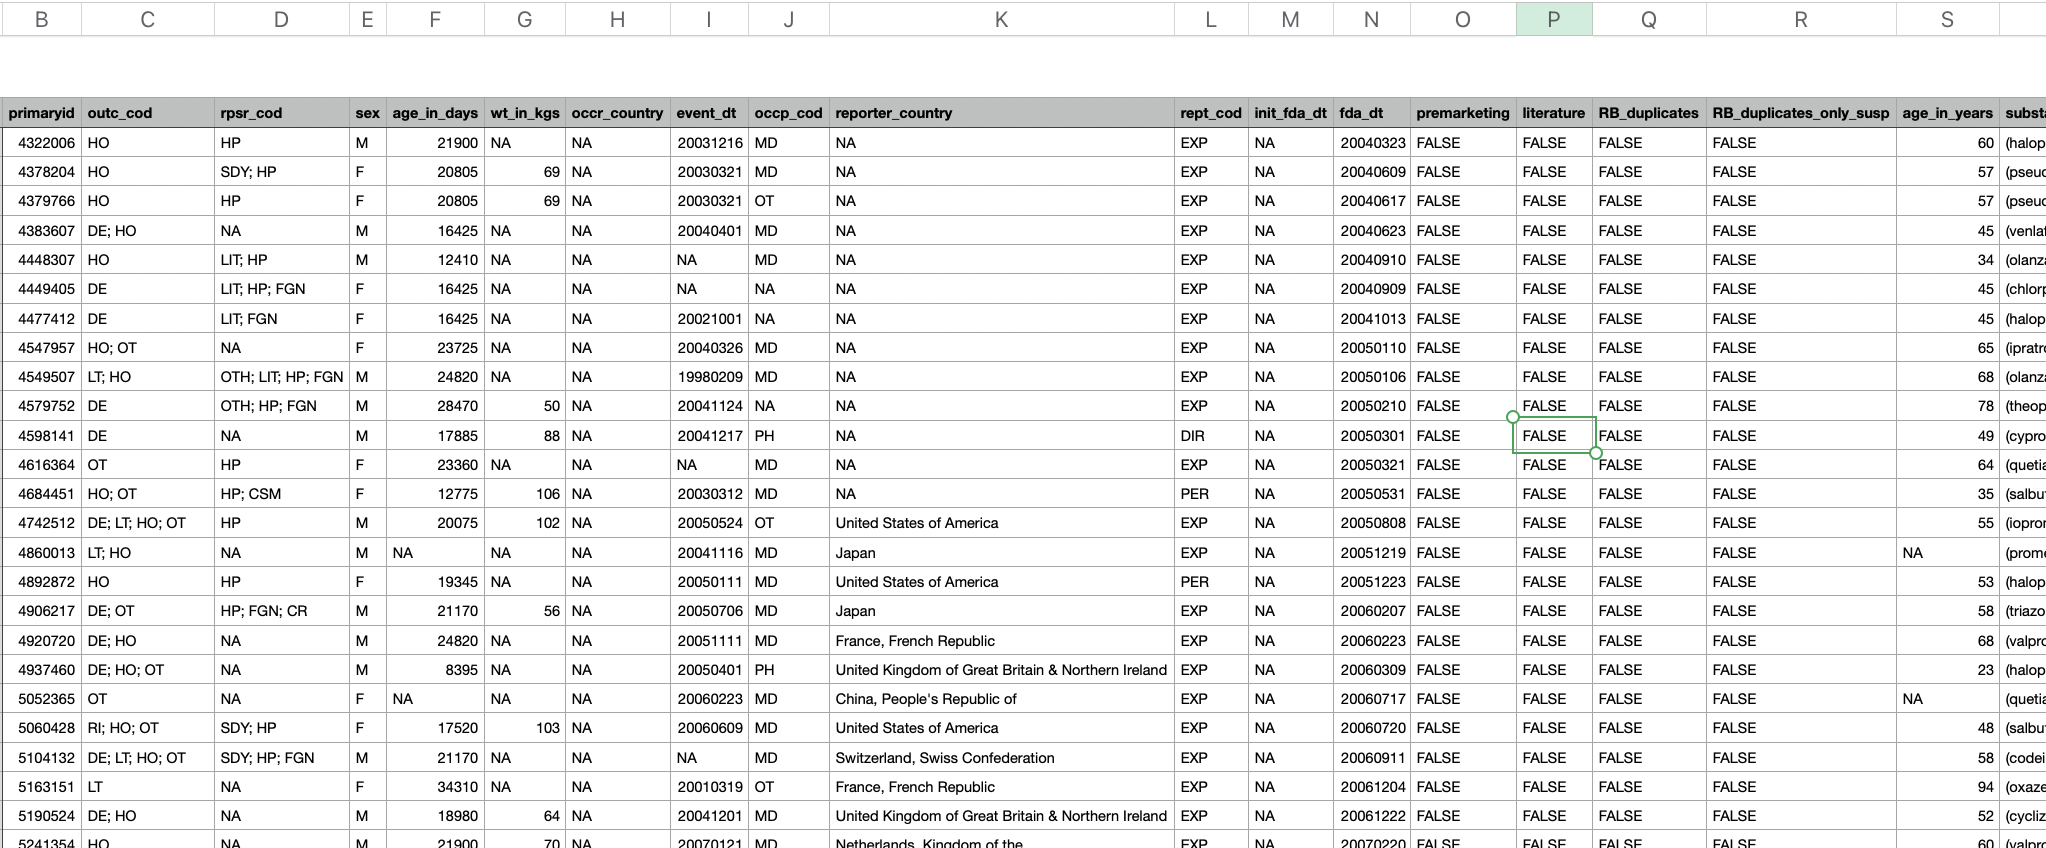 B C D E F G H I J K L M N O P Q R S
primaryid outc_cod rpsr_cod sex age_in_days wt_in_kgs occr_country event_dt occp_cod reporter_country rept_cod init_fda_dt fda_dt premarketing literature RB_duplicates RB_duplicates_only_susp age_in_years substa
4322006 HO HP M 21900 NA NA 20031216 MD NA EXP NA 20040323 FALSE FALSE FALSE FALSE 60 (halop
4378204 HO SDY; HP F 20805 69 NA 20030321 MD NA EXP NA 20040609 FALSE FALSE FALSE FALSE 57 (pseud
4379766 HO HP F 20805 69 NA 20030321 OT NA EXP NA 20040617 FALSE FALSE FALSE FALSE 57 (pseud
4383607 DE; HO NA M 16425 NA NA 20040401 MD NA EXP NA 20040623 FALSE FALSE FALSE FALSE 45 (venlaf
4448307 HO LIT; HP M 12410 NA NA NA MD NA EXP NA 20040910 FALSE FALSE FALSE FALSE 34 (olanza
4449405 DE LIT; HP; FGN F 16425 NA NA NA NA NA EXP NA 20040909 FALSE FALSE FALSE FALSE 45 (chlorp
4477412 DE LIT; FGN F 16425 NA NA 20021001 NA NA EXP NA 20041013 FALSE FALSE FALSE FALSE 45 (halop
4547957 HO; OT NA F 23725 NA NA 20040326 MD NA EXP NA 20050110 FALSE FALSE FALSE FALSE 65 (ipratro
4549507 LT; HO OTH; LIT; HP; FGN M 24820 NA NA 19980209 MD NA EXP NA 20050106 FALSE FALSE FALSE FALSE 68 (olanza
4579752 DE OTH; HP; FGN M 28470 50 NA 20041124 NA NA EXP NA 20050210 FALSE FALSE FALSE FALSE 78 (theop
4598141 DE NA M 17885 88 NA 20041217 PH NA DIR NA 20050301 FALSE FALSE FALSE FALSE 49 (cypro
4616364 OT HP F 23360 NA NA NA MD NA EXP NA 20050321 FALSE FALSE FALSE FALSE 64 (quetia
4684451 HO; OT HP; CSM F 12775 106 NA 20030312 MD NA PER NA 20050531 FALSE FALSE FALSE FALSE 35 (salbut
4742512 DE; LT; HO; OT HP M 20075 102 NA 20050524 OT United States of America EXP NA 20050808 FALSE FALSE FALSE FALSE 55 (iopron
4860013 LT; HO NA M NA NA NA 20041116 MD Japan EXP NA 20051219 FALSE FALSE FALSE FALSE NA (prome
4892872 HO HP F 19345 NA NA 20050111 MD United States of America PER NA 20051223 FALSE FALSE FALSE FALSE 53 (halop
4906217 DE; OT HP; FGN; CR M 21170 56 NA 20050706 MD Japan EXP NA 20060207 FALSE FALSE FALSE FALSE 58 (triazo
4920720 DE; HO NA M 24820 NA NA 20051111 MD France, French Republic EXP NA 20060223 FALSE FALSE FALSE FALSE 68 (valpro
4937460 DE; HO; OT NA M 8395 NA NA 20050401 PH United Kingdom of Great Britain & Northern Ireland EXP NA 20060309 FALSE FALSE FALSE FALSE 23 (halop
5052365 OT NA F NA NA NA 20060223 MD China, People's Republic of EXP NA 20060717 FALSE FALSE FALSE FALSE NA (quetia
5060428 RI; HO; OT SDY; HP F 17520 103 NA 20060609 MD United States of America EXP NA 20060720 FALSE FALSE FALSE FALSE 48 (salbut
5104132 DE; LT; HO; OT SDY; HP; FGN M 21170 NA NA NA MD Switzerland, Swiss Confederation EXP NA 20060911 FALSE FALSE FALSE FALSE 58 (codei
5163151 LT NA F 34310 NA NA 20010319 OT France, French Republic EXP NA 20061204 FALSE FALSE FALSE FALSE 94 (oxaze
5190524 DE; HO NA M 18980 64 NA 20041201 MD United Kingdom of Great Britain & Northern Ireland EXP NA 20061222 FALSE FALSE FALSE FALSE 52 (cycliz
5241354 HO NA M 21900 70 NA 20070121 MD Netherlands, Kingdom of the EXP NA 20070220 FALSE FALSE FALSE FALSE 60 (valpro